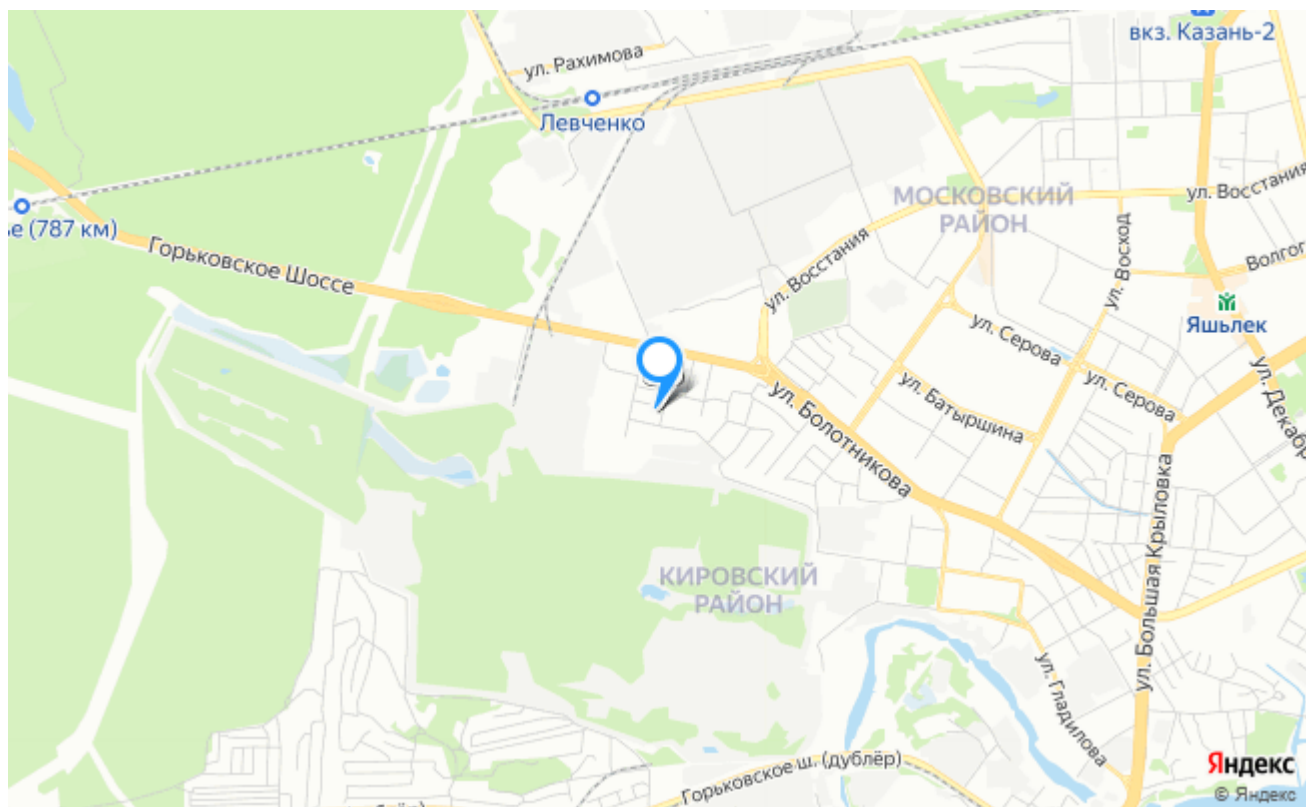 вкз. Казань-2
ул. Рахимова
Левченко
МОСКОВСКИЙ
РАЙОН
ул. Восстания
ье (787 км)
Горьковское Шоссе
ул. Восстания
ул. Восход
Волгог
Яшьлек
ул. Серова
ул. Серова
ул. Батыршина
ул. Декабр
ул. Болотникова
ул. Большая Крыловка
КИРОВСКИЙ
РАЙОН
ул. Гладилова
Горьковское ш. (дублёр)
Яндекс
© Яндекс